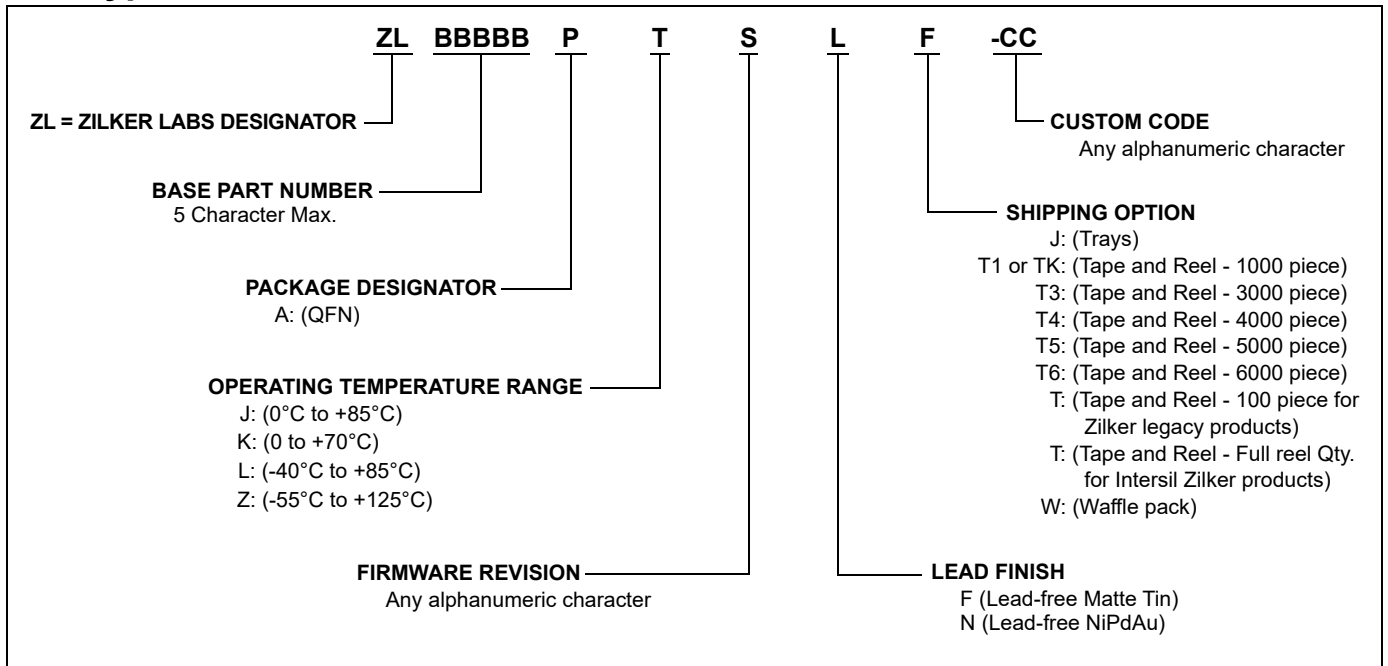 ZL BBBBB P T S L F -CC
ZL = ZILKER LABS DESIGNATOR
BASE PART NUMBER
5 Character Max.
PACKAGE DESIGNATOR
A: (QFN)
OPERATING TEMPERATURE RANGE
J: (0°C to +85°C)
K: (0 to +70°C)
L: (-40°C to +85°C)
Z: (-55°C to +125°C)
FIRMWARE REVISION
Any alphanumeric character
CUSTOM CODE
Any alphanumeric character
SHIPPING OPTION
J: (Trays)
T1 or TK: (Tape and Reel - 1000 piece)
T3: (Tape and Reel - 3000 piece)
T4: (Tape and Reel - 4000 piece)
T5: (Tape and Reel - 5000 piece)
T6: (Tape and Reel - 6000 piece)
T: (Tape and Reel - 100 piece for
Zilker legacy products)
T: (Tape and Reel - Full reel Qty.
for Intersil Zilker products)
W: (Waffle pack)
LEAD FINISH
F (Lead-free Matte Tin)
N (Lead-free NiPdAu)